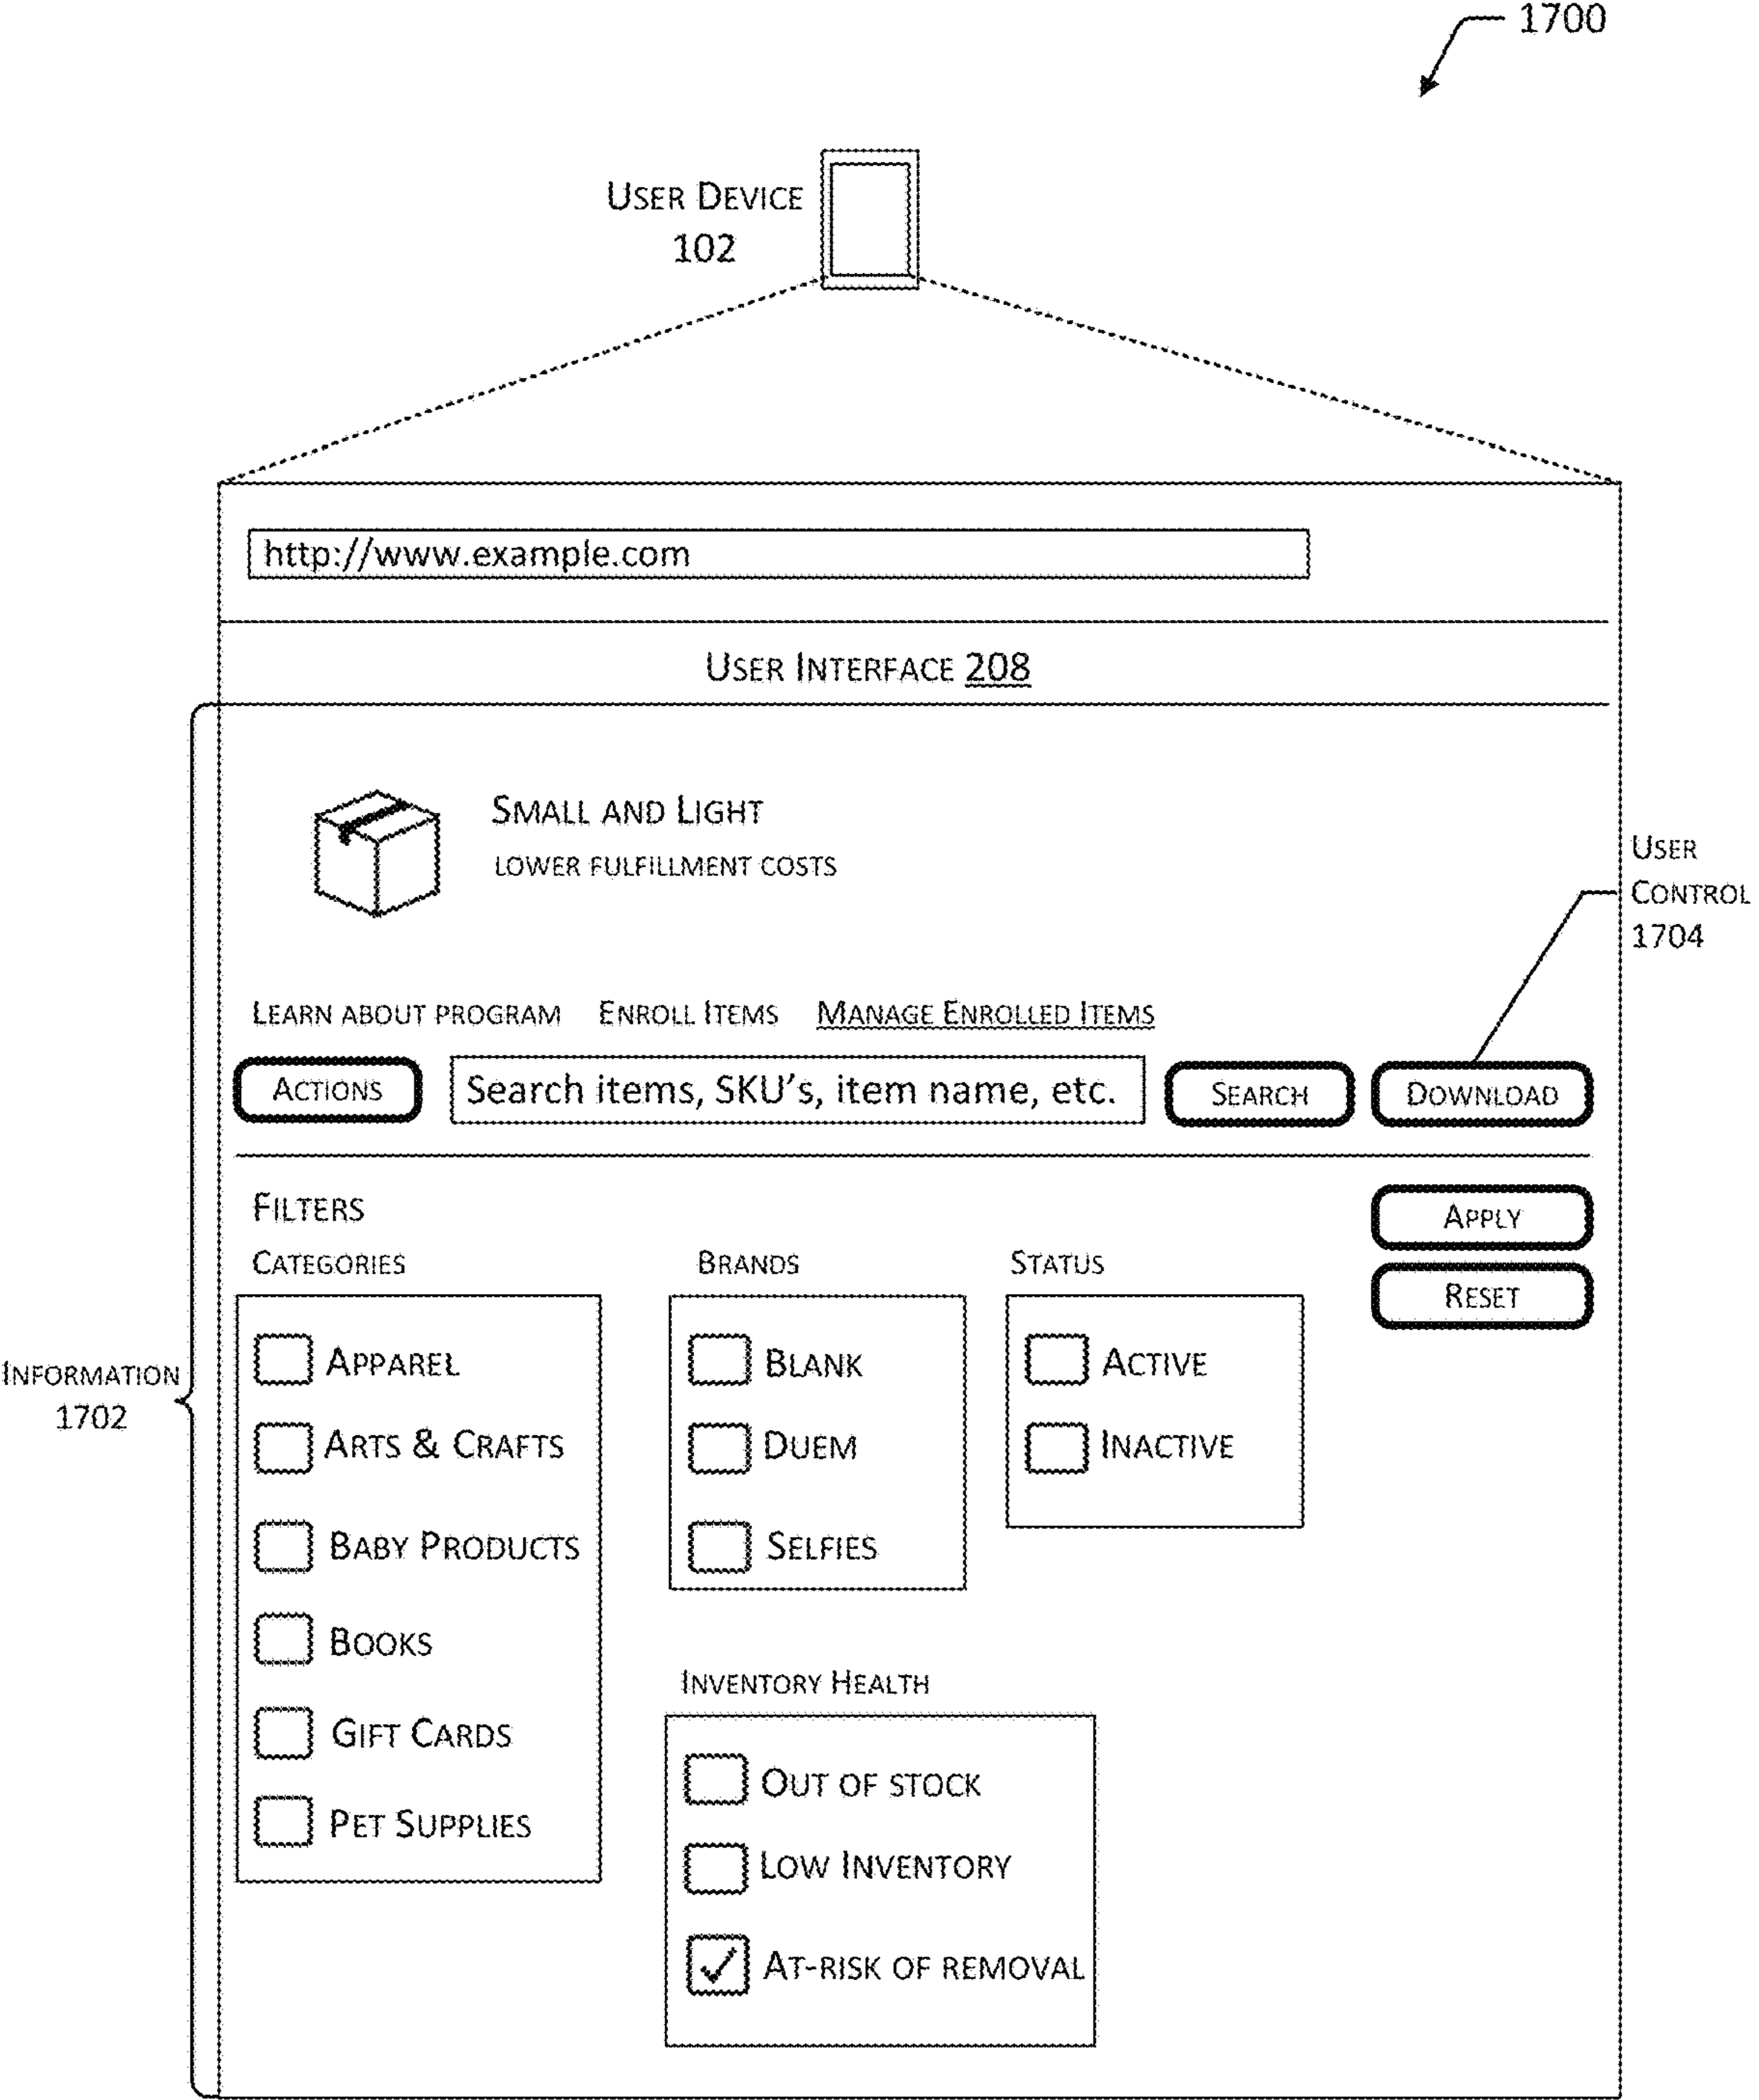 1700
USER DEVICE
102
http://www.example.com
USER INTERFACE 208
SMALL AND LIGHT
LOWER FULFILLMENT COSTS
USER
CONTROL
1704
LEARN ABOUT PROGRAM ENROLL ITEMS MANAGE ENROLLED ITEMS
ACTIONS Search items, SKU's, item name, etc. SEARCH DOWNLOAD
FILTERS
APPLY
CATEGORIES BRANDS STATUS
RESET
APPAREL BLANK ACTIVE
INFORMATION
1702
ARTS & CRAFTS DUEM INACTIVE
BABY PRODUCTS SELFIES
BOOKS
INVENTORY HEALTH
GIFT CARDS
OUT OF STOCK
PET SUPPLIES
LOW INVENTORY
AT-RISK OF REMOVAL